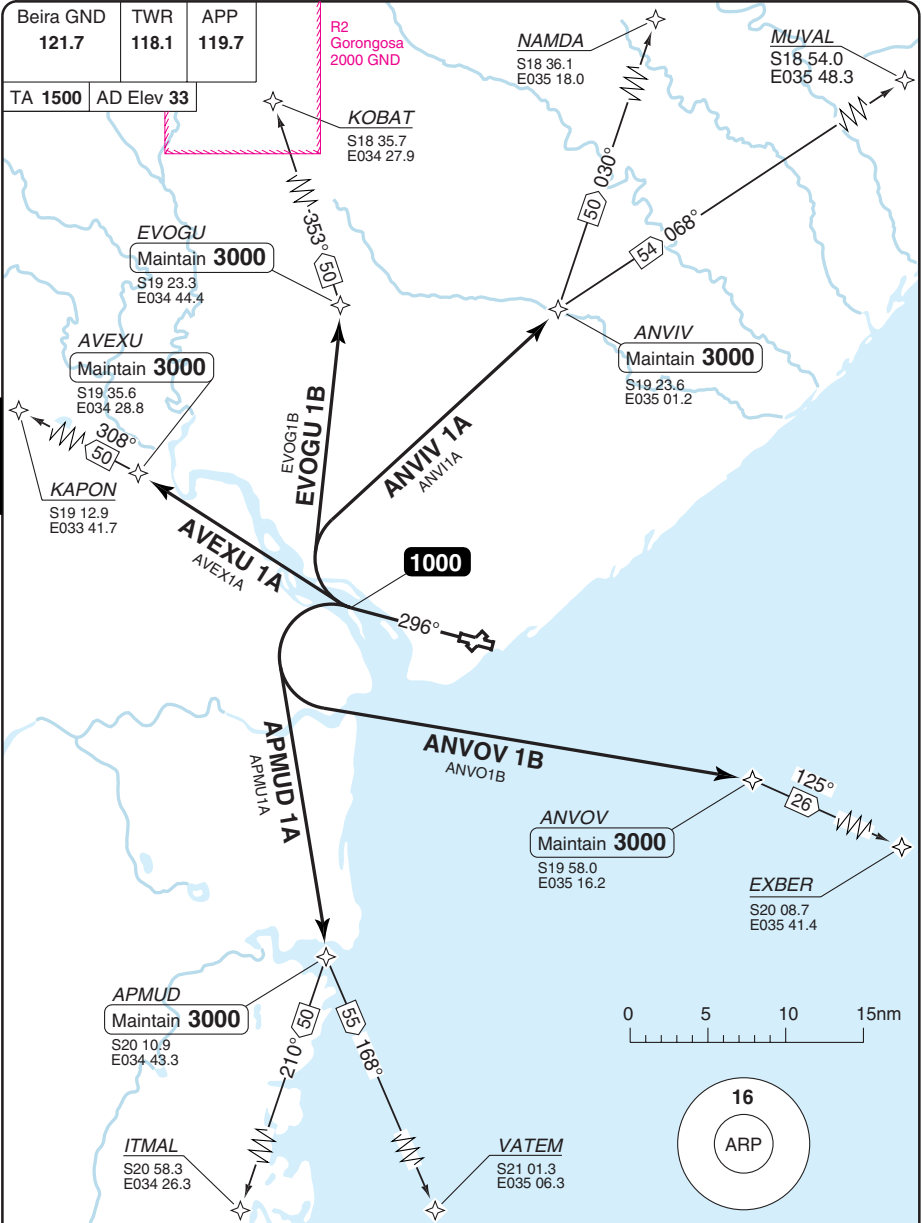 Beira GND
121.7
TWR
118.1
APP
119.7
TA 1500
AD Elev 33
R2
Gorongosa
2000 GND
NAMDA
S18 36.1
E035 18.0
MUVAL
S18 54.0
E035 48.3
KOBAT
S18 35.7
E034 27.9
353°
50
50
030°
54
068°
EVOGU
Maintain 3000
S19 23.3
E034 44.4
ANVIV
Maintain 3000
S19 23.6
E035 01.2
AVEXU
Maintain 3000
S19 35.6
E034 28.8
308°
50
KAPON
S19 12.9
E033 41.7
EVOGU 1B
EVOG1B
ANVIV 1A
ANVI1A
AVEXU 1A
AVEX1A
1000
296°
APMUD 1A
APMU1A
ANVOV 1B
ANVO1B
125°
26
ANVOV
Maintain 3000
S19 58.0
E035 16.2
EXBER
S20 08.7
E035 41.4
APMUD
Maintain 3000
S20 10.9
E034 43.3
50
210°
55
168°
0 5 10 15nm
16
ARP
ITMAL
S20 58.3
E034 26.3
VATEM
S21 01.3
E035 06.3